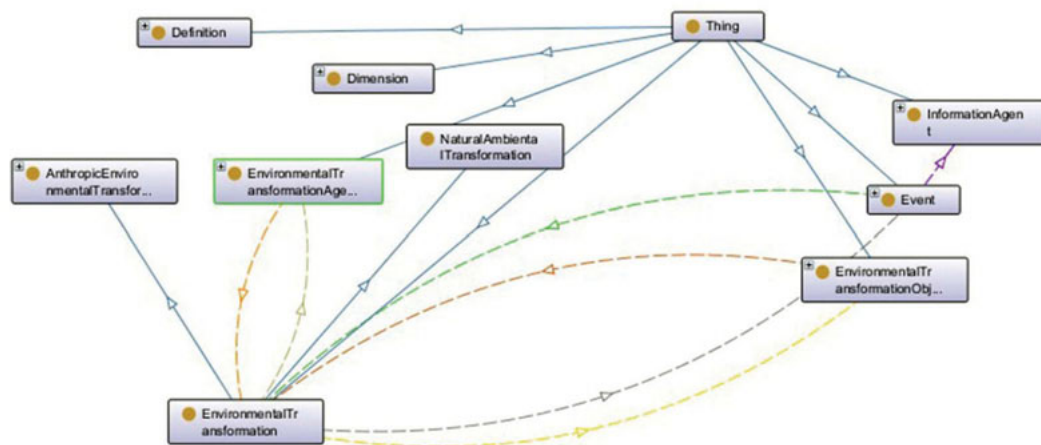 Definition
Thing
Dimension
InformationAgen
t
NaturalAmbienta
lTransformation
AnthropicEnviro
nmentalTransfor...
EnvironmentalTr
ansformationAge...
Event
EnvironmentalTr
ansformationObj...
EnvironmentalTr
ansformation